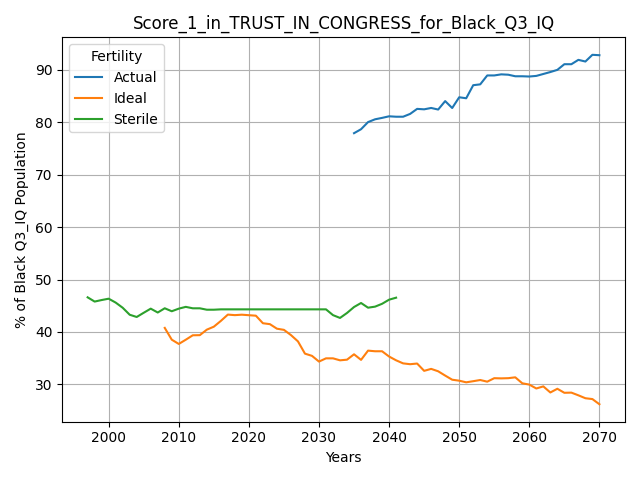 Score_1_in_TRUST_IN_CONGRESS_for_Black_Q3_IQ
Fertility
Actual
Ideal
Sterile
% of Black Q3_IQ Population
90
80
70
60
50
40
30
2000 2010 2020 2030 2040 2050 2060 2070
Years